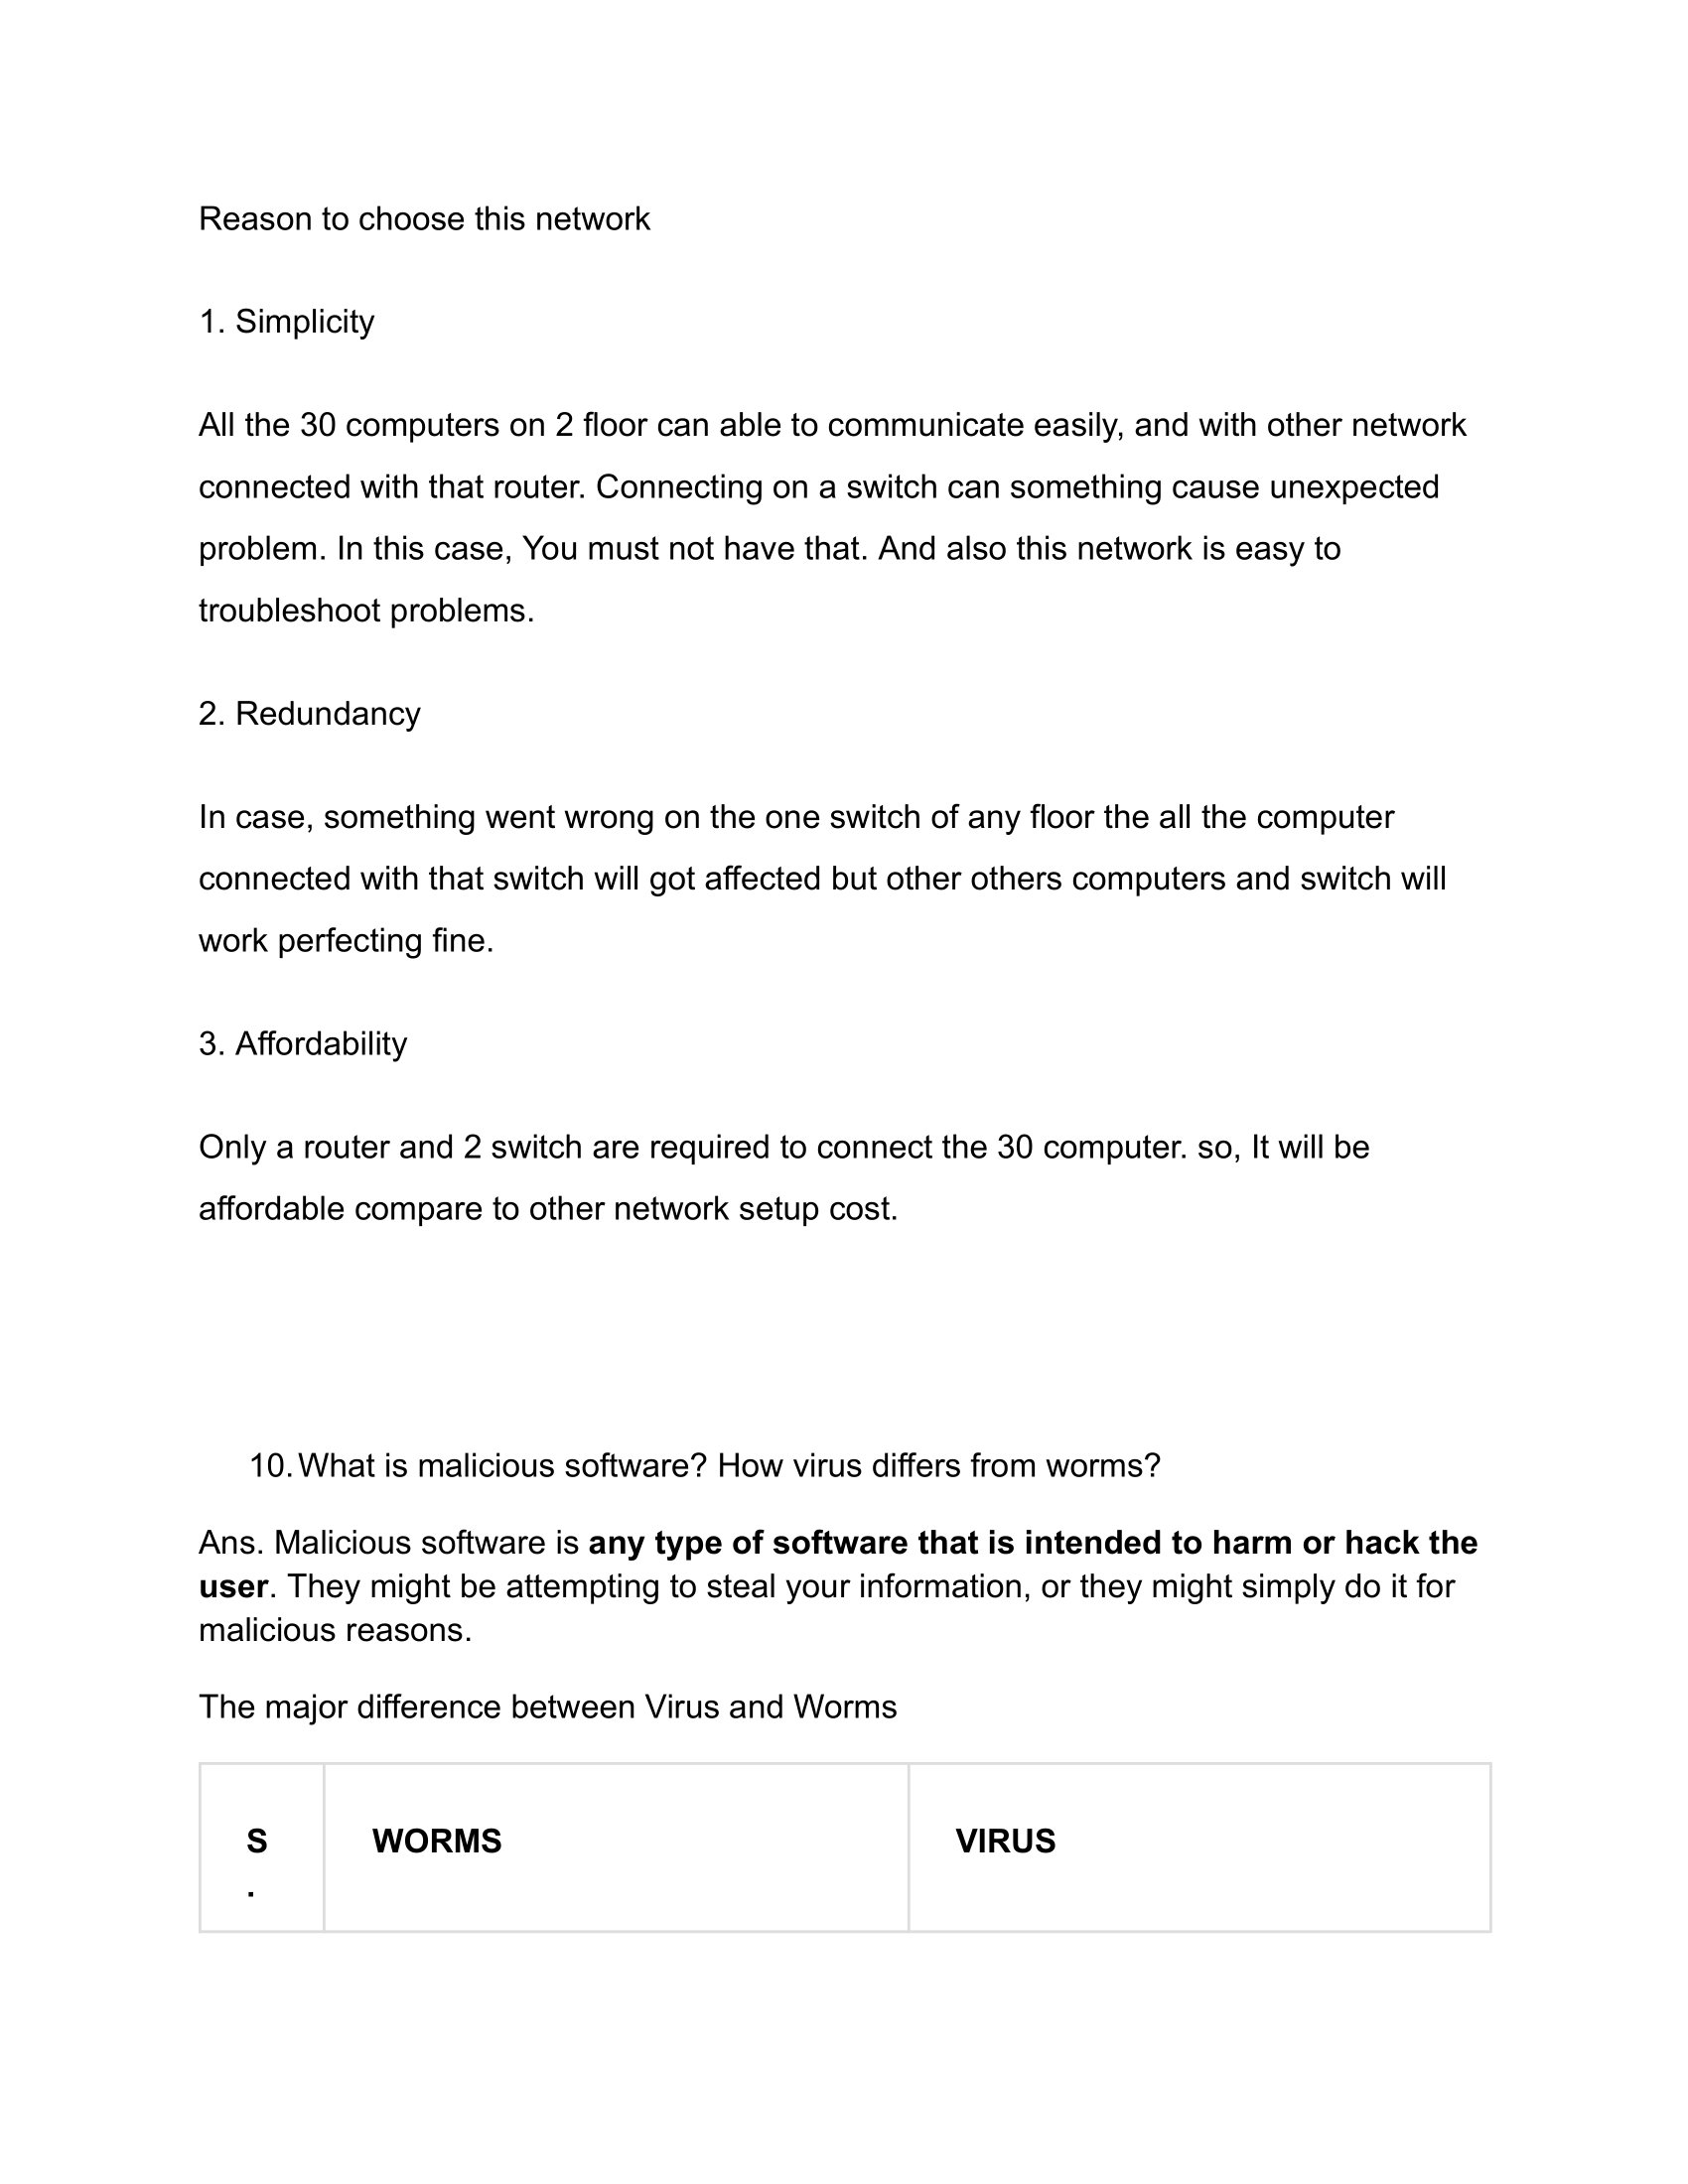 Reason to choose this network
1. Simplicity
All the 30 computers on 2 floor can able to communicate easily, and with other network
connected with that router. Connecting on a switch can something cause unexpected
problem. In this case, You must not have that. And also this network is easy to
troubleshoot problems.
2. Redundancy
In case, something went wrong on the one switch of any floor the all the computer
connected with that switch will got affected but other others computers and switch will
work perfecting fine.
3. Affordability
Only a router and 2 switch are required to connect the 30 computer. so, It will be
affordable compare to other network setup cost.
10. What is malicious software? How virus differs from worms?
Ans. Malicious software is any type of software that is intended to harm or hack the
user. They might be attempting to steal your information, or they might simply do it for
malicious reasons.
The major difference between Virus and Worms
S WORMS VIRUS
.